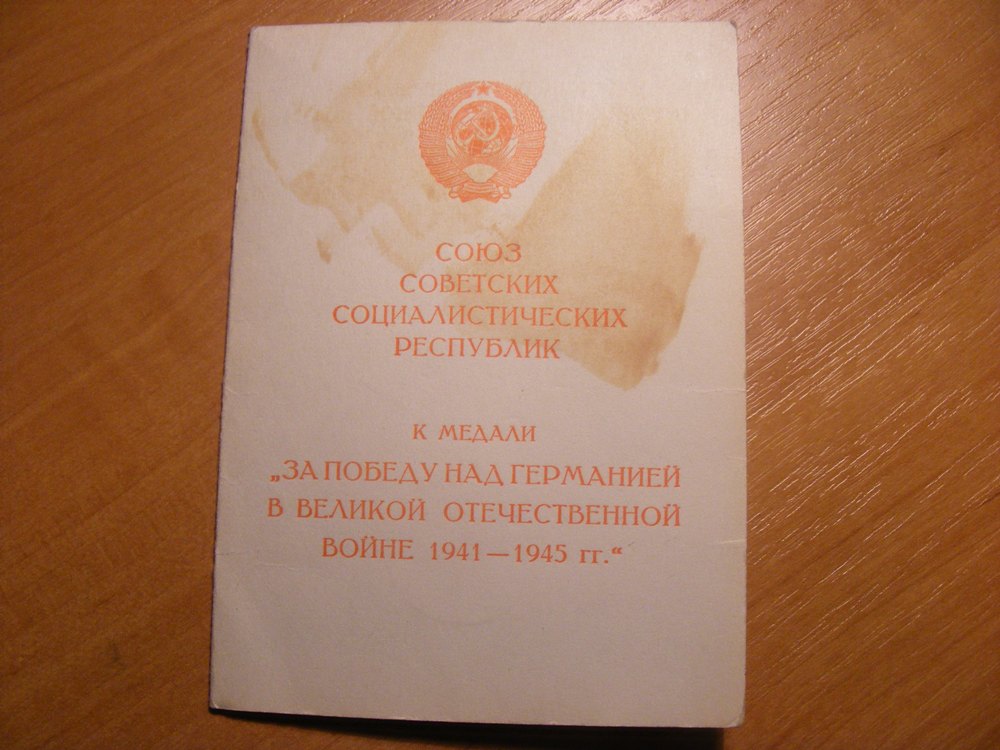 СОЮЗ
СОВЕТСКИХ
СОЦИАЛИСТИЧЕСКИХ
РЕСПУБЛИК
К МЕДАЛИ
„ЗА ПОБЕДУ НАД ГЕРМАНИЕЙ
В ВЕЛИКОЙ ОТЕЧЕСТВЕННОЙ
ВОЙНЕ 1941—1945 гг.“